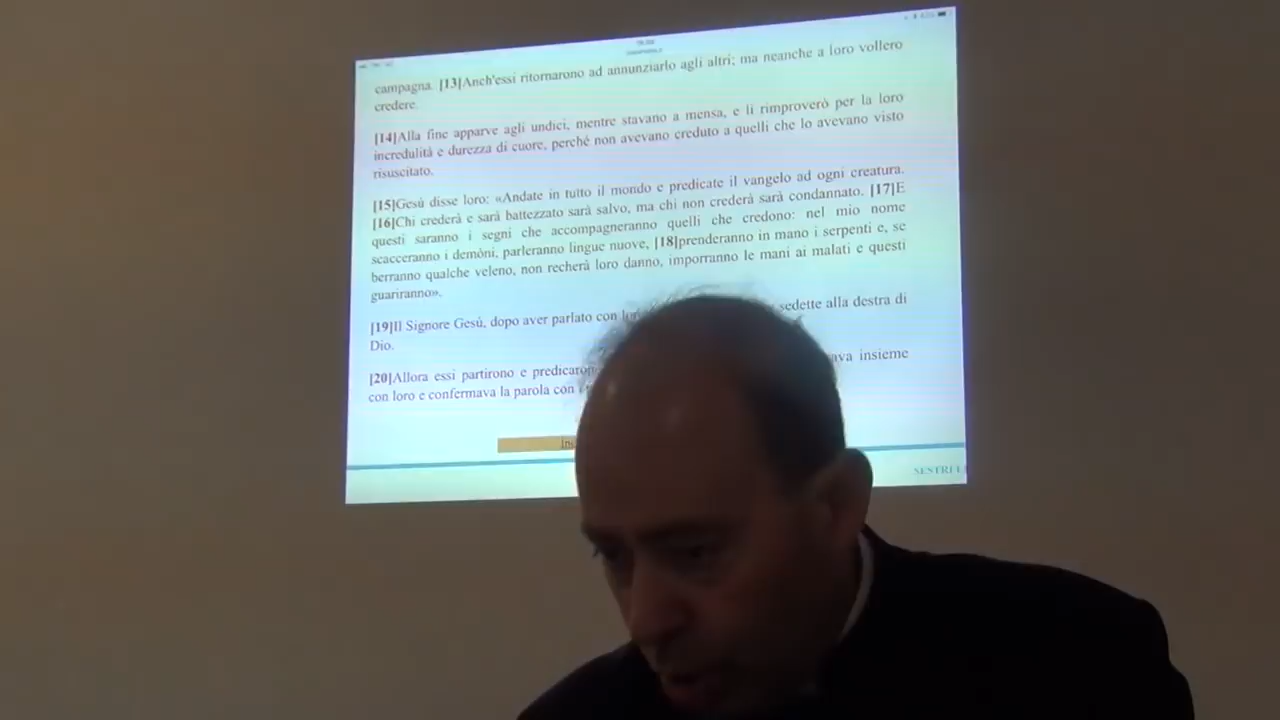 campagna. [13]Anch'essi ritornarono ad annunziarlo agli altri; ma neanche a loro vollero
credere.
[14]Alla fine apparve agli undici, mentre stavano a mensa, e li rimproverò per la loro
incredulità e durezza di cuore, perché non avevano creduto a quelli che lo avevano visto
risuscitato.
[15]Gesù disse loro: «Andate in tutto il mondo e predicate il vangelo ad ogni creatura.
[16]Chi crederà e sarà battezzato sarà salvo, ma chi non crederà sarà condannato. [17]E
questi saranno i segni che accompagneranno quelli che credono: nel mio nome
scacceranno i demòni, parleranno lingue nuove, [18]prenderanno in mano i serpenti e, se
berranno qualche veleno, non recherà loro danno, imporranno le mani ai malati e questi
guariranno».
[19]Il Signore Gesù, dopo aver parlato con sedette alla destra di
Dio.
[20]Allora essi partirono e predicaron ava insieme
con loro e confermava la parola con i
SESTRI L